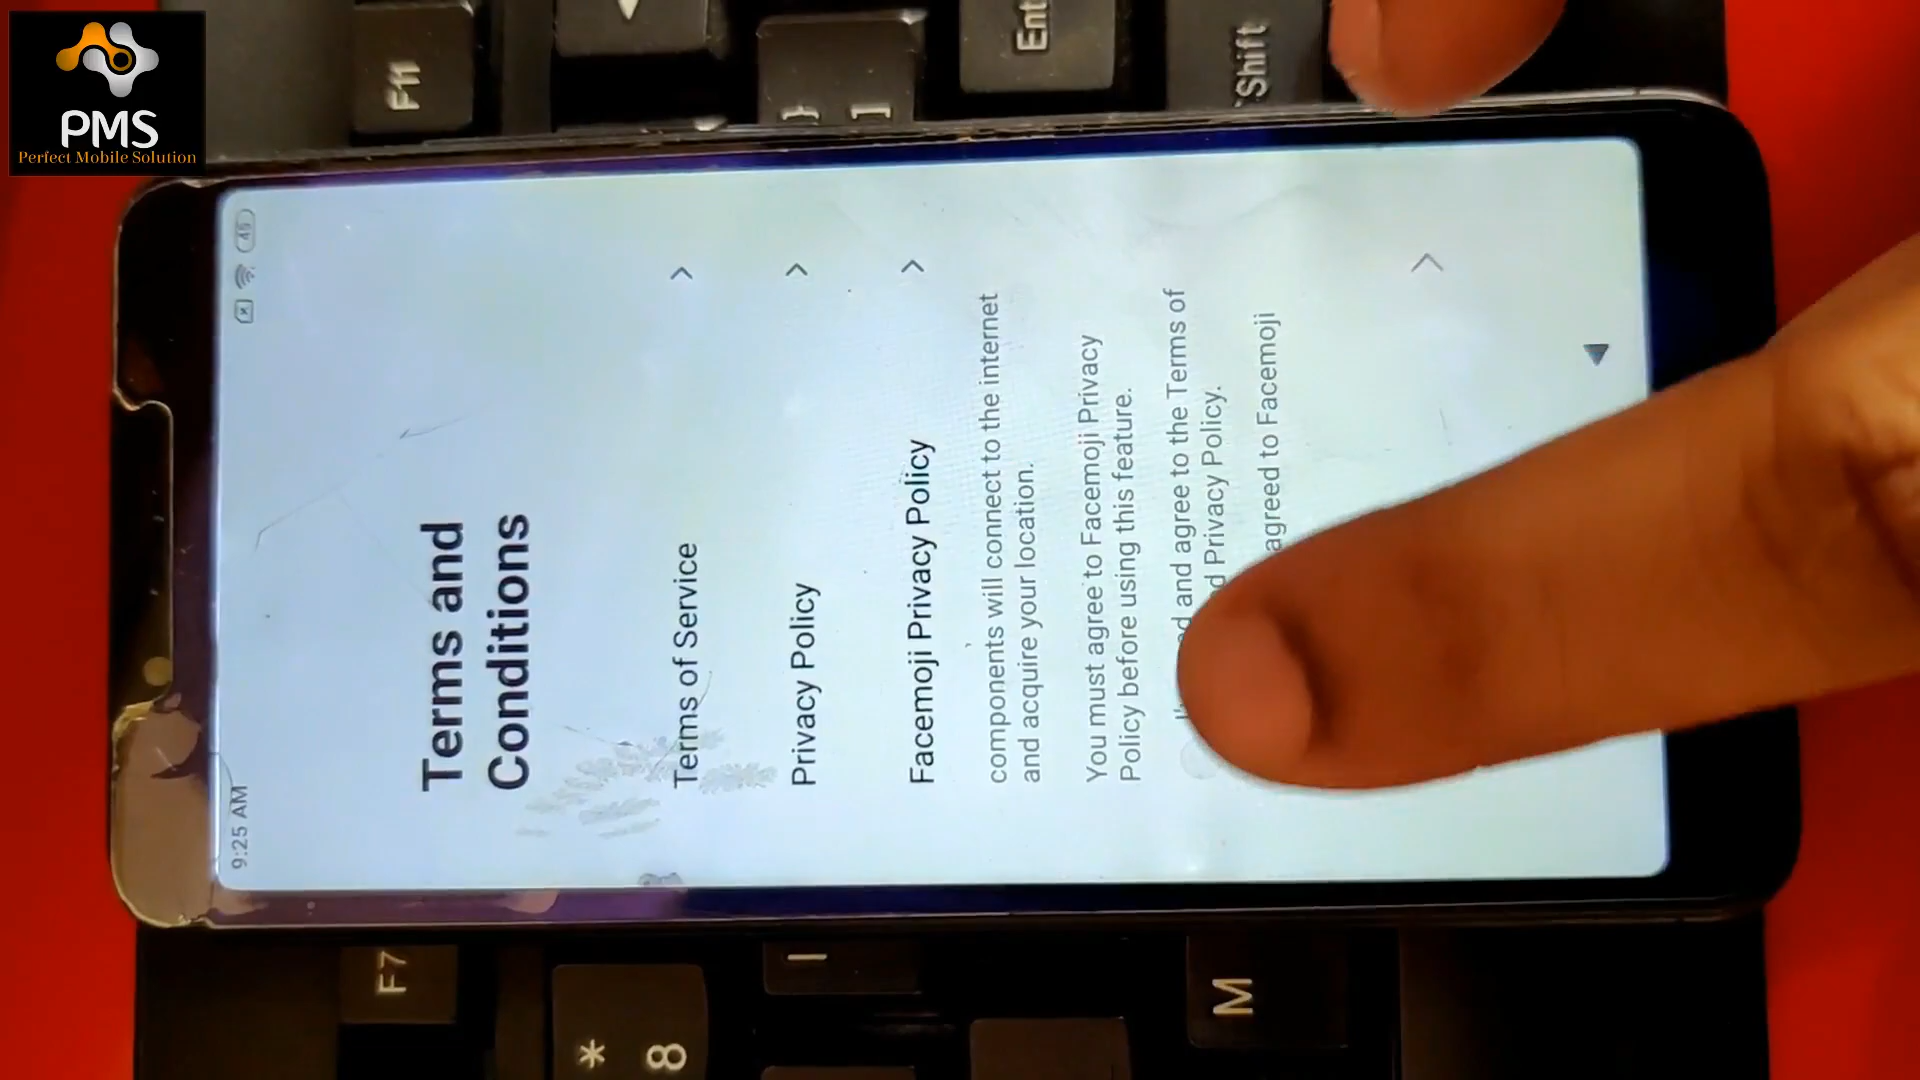 PMS
Perfect Mobile Solution
9:25 AM
45
Terms and
Conditions
Terms of Service
Privacy Policy
Facemoji Privacy Policy
components will connect to the internet
and acquire your location.
You must agree to Facemoji Privacy
Policy before using this feature.
and agree to the Terms of
Privacy Policy.
agreed to Facemoji
F11
}
]
Ent
Shift
F7
*
8
I
M